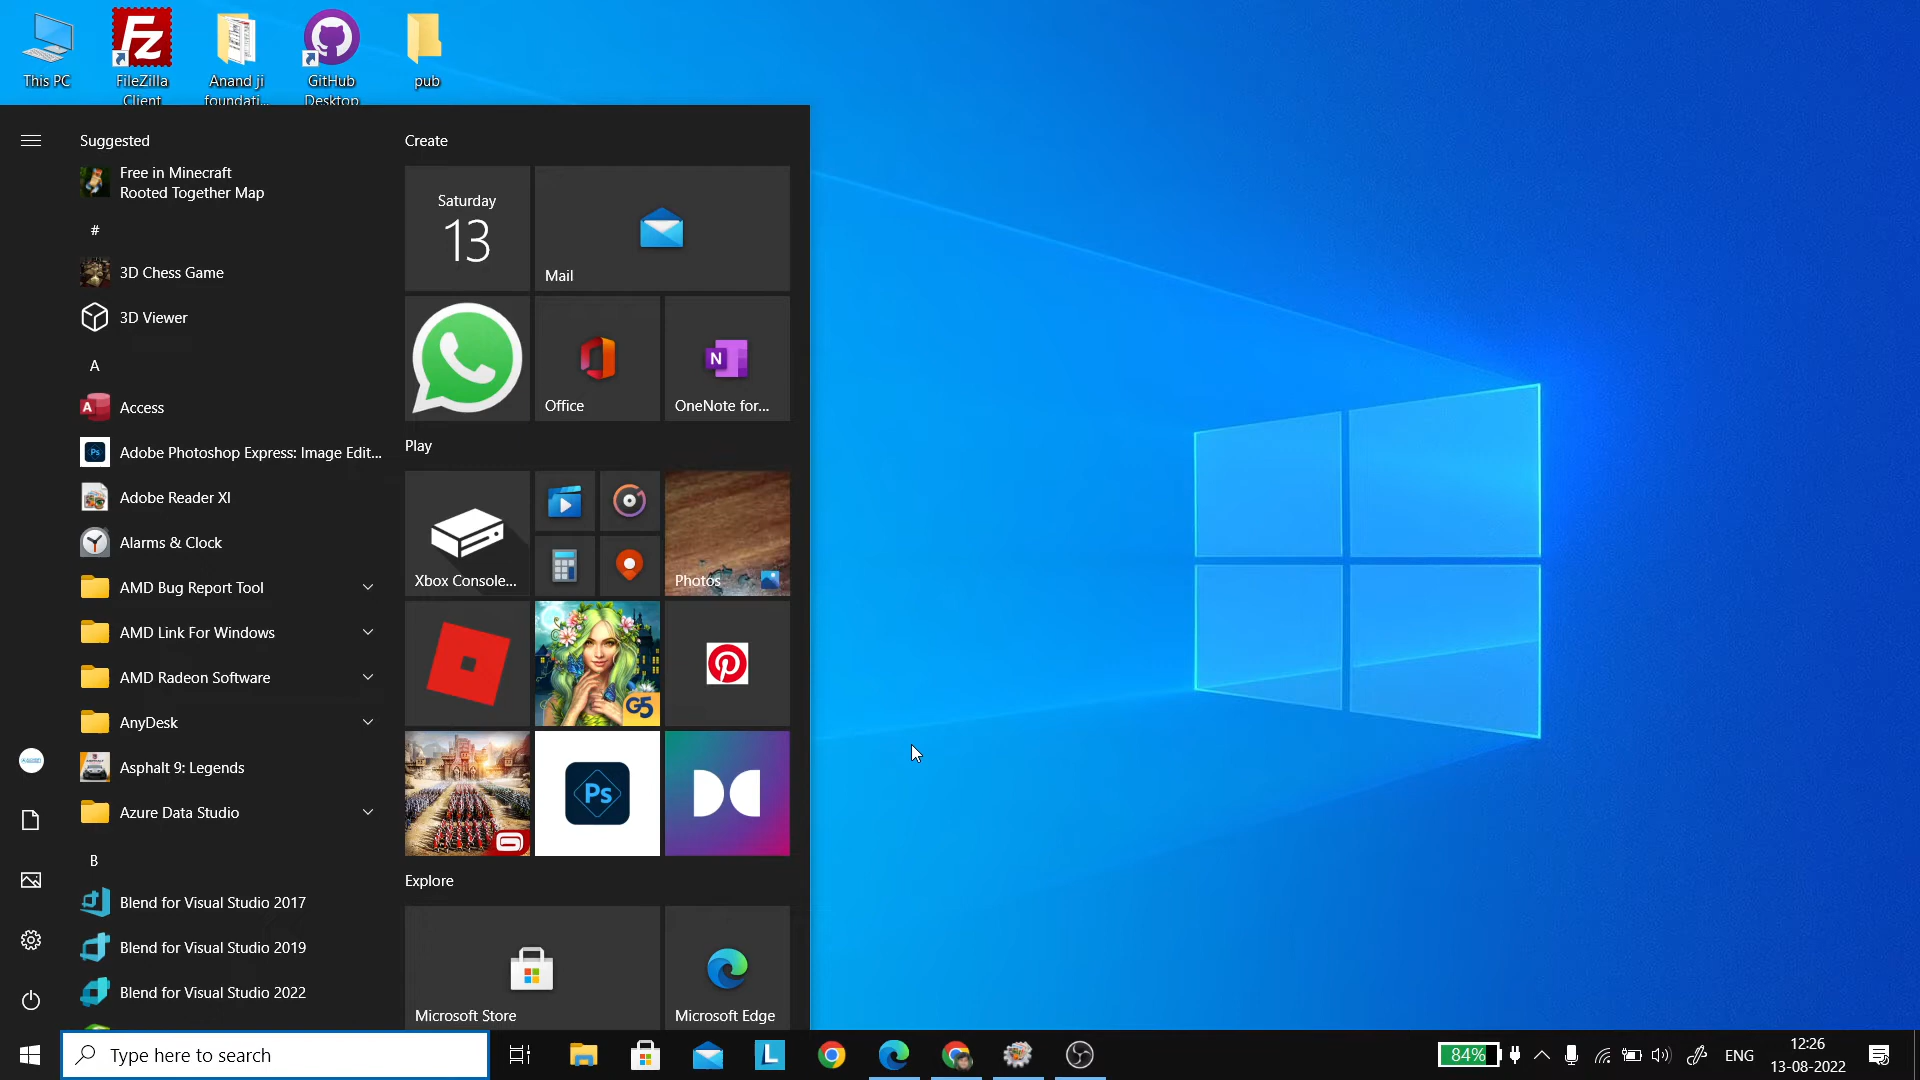 This PC
FileZilla
Client
Anand ji
foundati...
GitHub
Desktop
pub
Suggested
Free in Minecraft
Rooted Together Map
#
3D Chess Game
3D Viewer
A
Access
Adobe Photoshop Express: Image Edit...
Adobe Reader XI
Alarms & Clock
AMD Bug Report Tool
AMD Link For Windows
AMD Radeon Software
AnyDesk
Asphalt 9: Legends
Azure Data Studio
B
Blend for Visual Studio 2017
Blend for Visual Studio 2019
Blend for Visual Studio 2022
Create
Saturday
13
Mail
Office
OneNote for...
Play
Xbox Console...
Photos
G5
Ps
Explore
Microsoft Store
Microsoft Edge
Type here to search
84%
ENG
12:26
13-08-2022